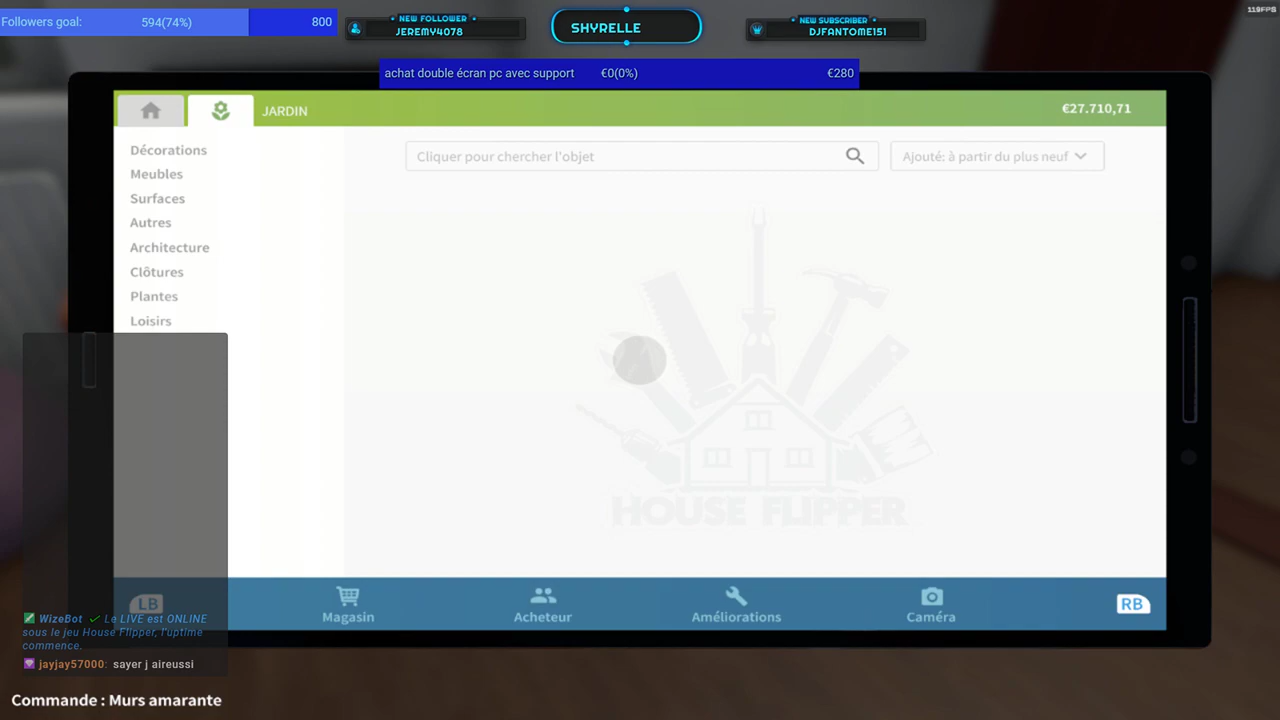 119FPS
Followers goal: 594(74%) 800
NEW FOLLOWER
JEREMY4078
SHYRELLE
NEW SUBSCRIBER
DJFANTOME151
achat double écran pc avec support €0(0%) €280
JARDIN €27.710,71
Cliquer pour chercher l'objet Ajouté: à partir du plus neuf
Décorations
Meubles
Surfaces
Autres
Architecture
Clôtures
Plantes
Loisirs
HOUSE FLIPPER
LB Magasin Acheteur Améliorations Caméra RB
WizeBot Le LIVE est ONLINE
sous le jeu House Flipper, l'uptime
commence.
jayjay57000: sayer j aireussi
Commande : Murs amarante